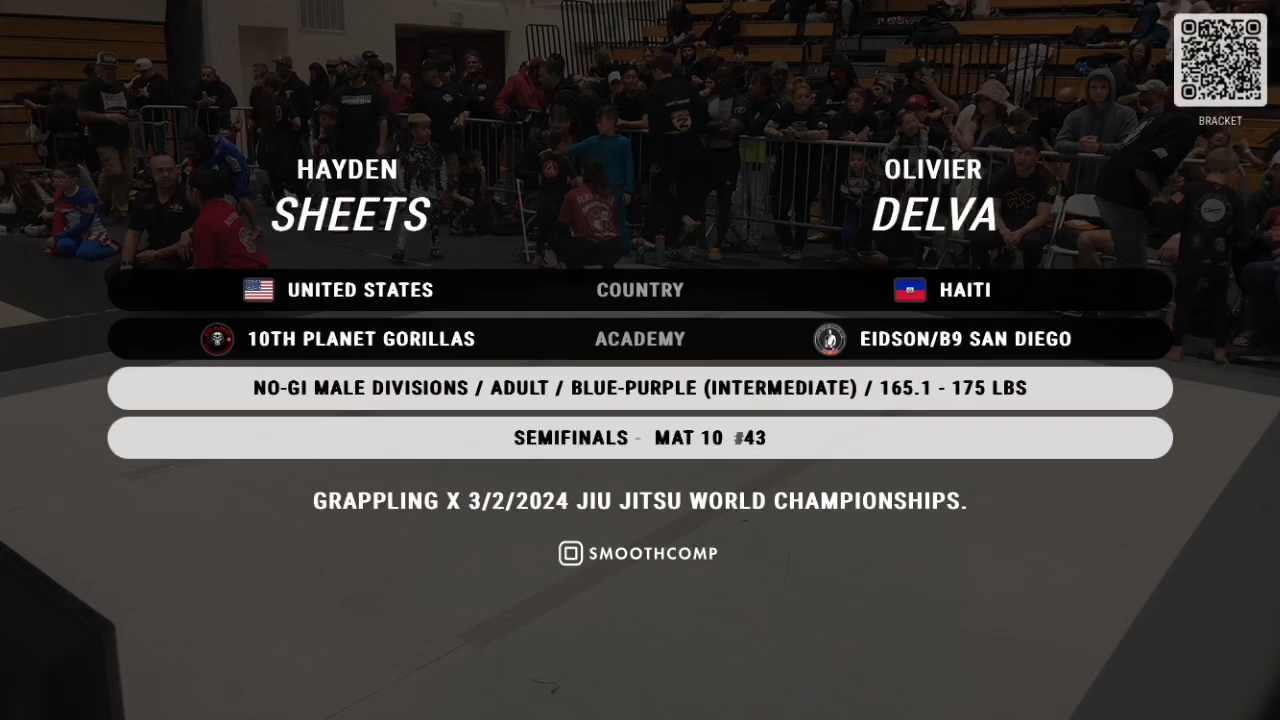 BRACKET
HAYDEN
SHEETS
OLIVIER
DELVA
UNITED STATES COUNTRY HAITI
10TH PLANET GORILLAS ACADEMY EIDSON/B9 SAN DIEGO
NO-GI MALE DIVISIONS / ADULT / BLUE-PURPLE (INTERMEDIATE) / 165.1 - 175 LBS
SEMIFINALS - MAT 10 #43
GRAPPLING X 3/2/2024 JIU JITSU WORLD CHAMPIONSHIPS.
SMOOTHCOMP